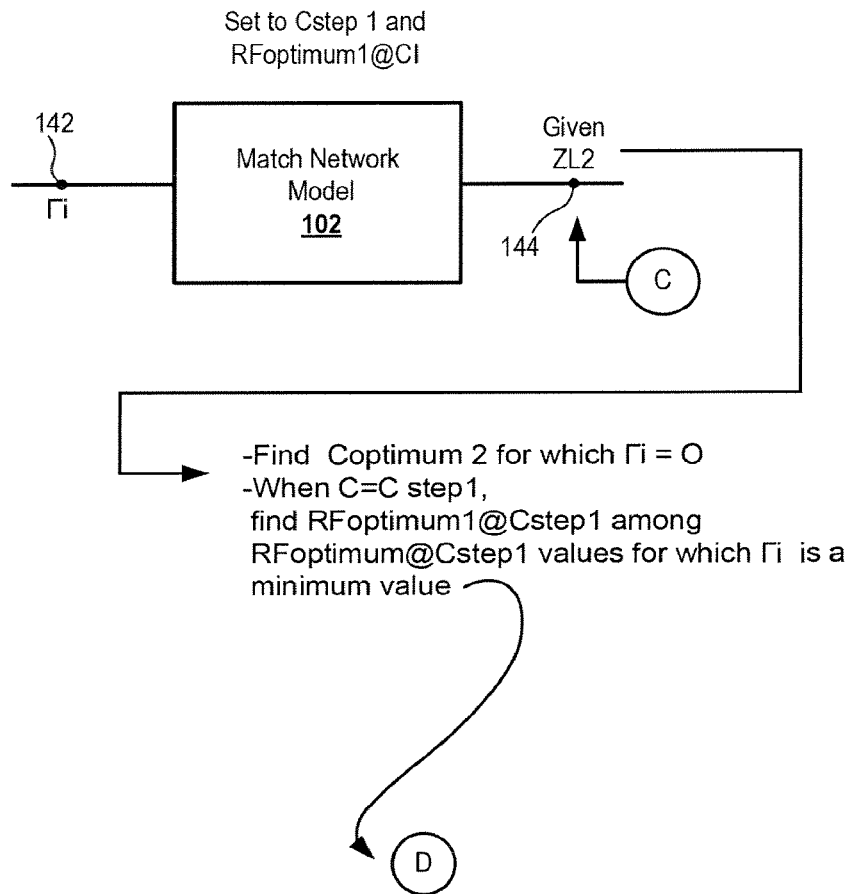 Set to Cstep 1 and
RFoptimum1@CI
142
Γi
Match Network
Model
102
Given
ZL2
144
C
-Find Coptimum 2 for which Γi = O
-When C=C step1,
find RFoptimum1@Cstep1 among
RFoptimum@Cstep1 values for which Γi is a
minimum value
D